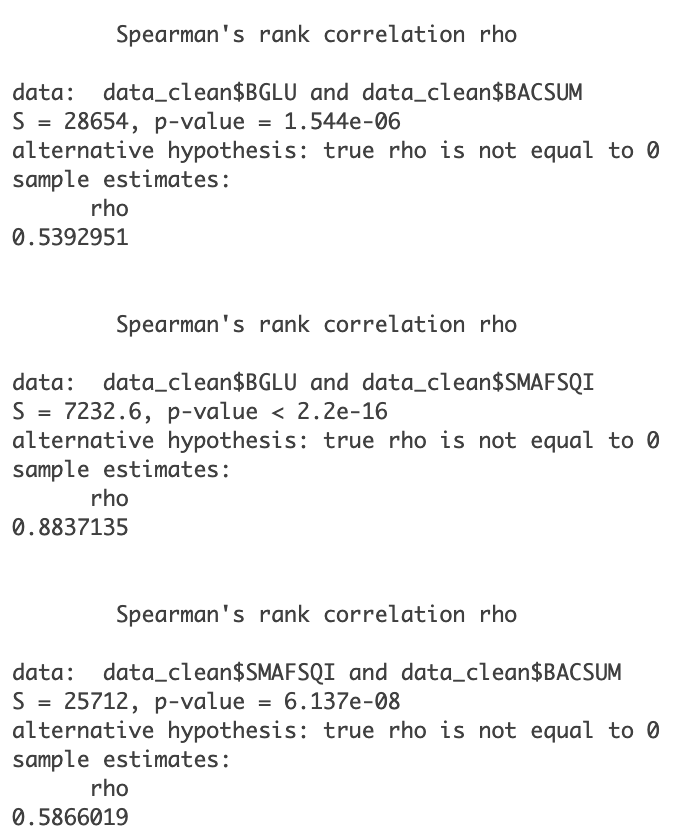 Spearman's rank correlation rho
data:  data_clean$BGLU and data_clean$BACSUM
S = 28654, p-value = 1.544e-06
alternative hypothesis: true rho is not equal to 0
sample estimates:
rho
0.5392951
Spearman's rank correlation rho
data:  data_clean$BGLU and data_clean$SMAFSQI
S = 7232.6, p-value < 2.2e-16
alternative hypothesis: true rho is not equal to 0
sample estimates:
rho
0.8837135
Spearman's rank correlation rho
data:  data_clean$SMAFSQI and data_clean$BACSUM
S = 25712, p-value = 6.137e-08
alternative hypothesis: true rho is not equal to 0
sample estimates:
rho
0.5866019